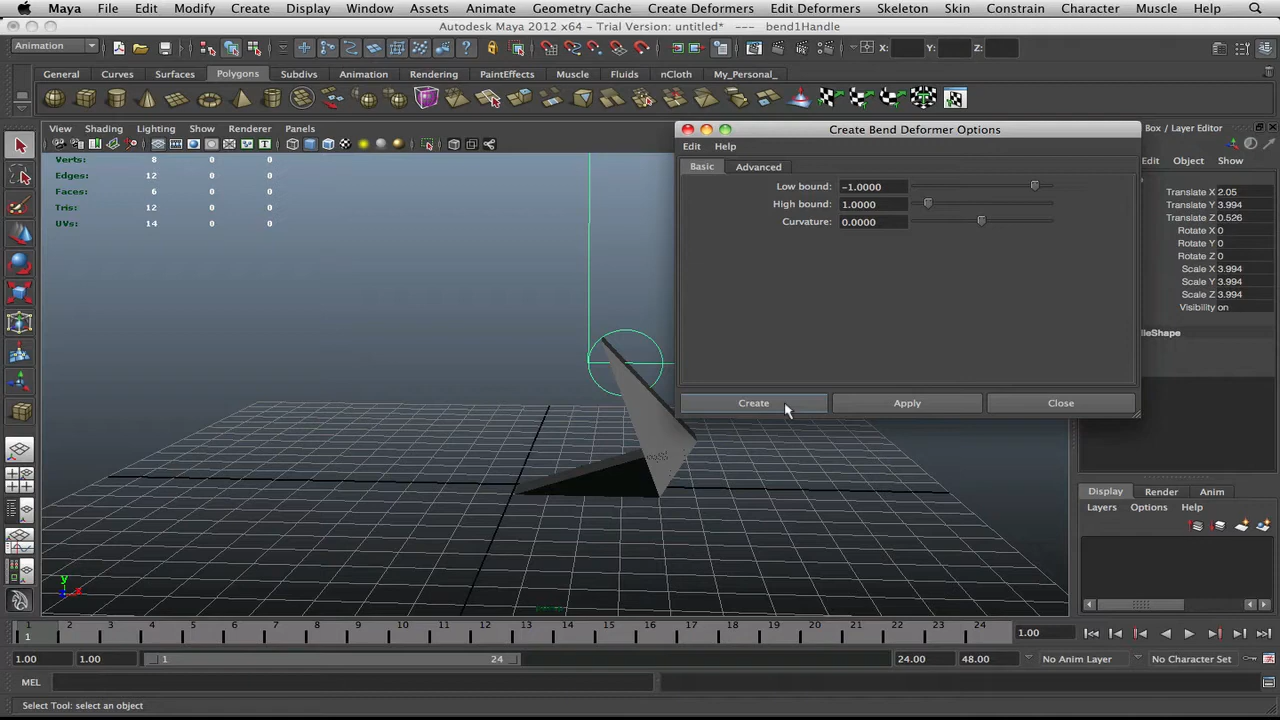 Maya File Edit Modify Create Display Window Assets Animate Geometry Cache Create Deformers Edit Deformers Skeleton Skin Constrain Character Muscle Help
Autodesk Maya 2012 x64 - Trial Version: untitled* --- bend1Handle
Animation X: Y: Z:
General Curves Surfaces Polygons Subdivs Animation Rendering PaintEffects Muscle Fluids nCloth My_Personal_
View Shading Lighting Show Renderer Panels
Create Bend Deformer Options
Box / Layer Editor
Edit Help
Edit Object Show
Basic Advanced
Verts: 8 0 0
Edges: 12 0 0
Faces: 6 0 0
Tris: 12 0 0
UVs: 14 0 0
Low bound: -1.0000
High bound: 1.0000
Curvature: 0.0000
Translate X 2.05
Translate Y 3.994
Translate Z 0.526
Rotate X 0
Rotate Y 0
Rotate Z 0
Scale X 3.994
Scale Y 3.994
Scale Z 3.994
Visibility on
dleShape
Create Apply Close
Display Render Anim
Layers Options Help
y
1 2 3 4 5 6 7 8 9 10 11 12 13 14 15 16 17 18 19 20 21 22 23 24
1 1.00
1.00 1.00 1 24 24.00 48.00 No Anim Layer No Character Set
MEL
Select Tool: select an object